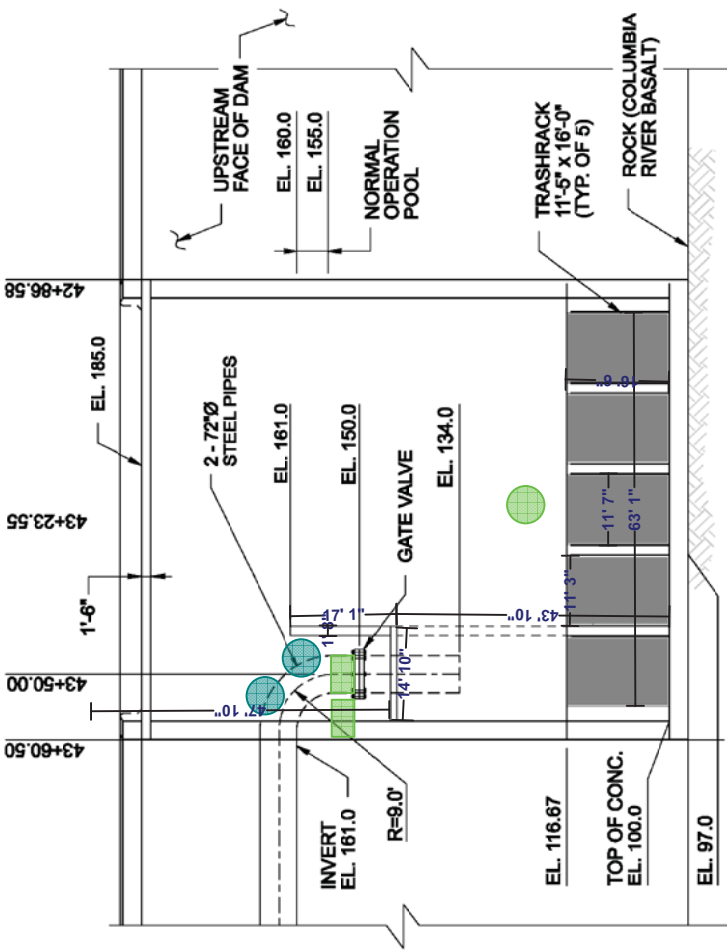 UPSTREAM
FACE OF DAM
EL. 160.0
EL. 155.0
NORMAL
OPERATION
POOL
TRASHRACK
11'-5" x 16'-0"
(TYP. OF 5)
ROCK (COLUMBIA
RIVER BASALT)
42+86.58
EL. 185.0
2 - 72"Ø
STEEL PIPES
EL. 161.0
EL. 150.0
GATE VALVE
EL. 134.0
43+23.55
16' 6"
11' 7"
63' 1"
11' 3"
1'-6"
17' 1"
1' 8"
43' 10"
14' 10"
43+50.00
47' 10"
43+60.50
INVERT
EL. 161.0
R=9.0'
EL. 116.67
TOP OF CONC.
EL. 100.0
EL. 97.0